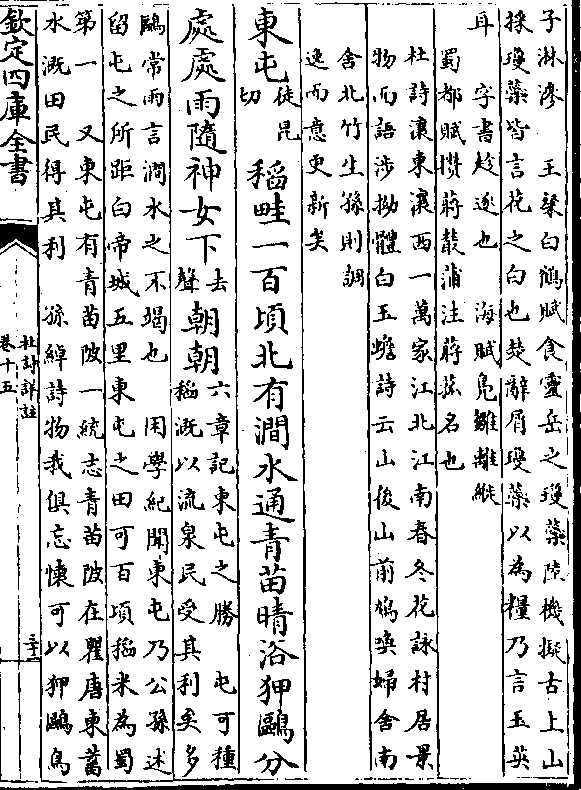 子淋滲　王粲白鶴賦食靈岳之瓊蘂陸機擬古上山
採瓊蘂皆言花之白也楚辭屑瓊蘂以為糧乃言玉英
耳　字書趁逐也　海賦鳬雛離縰
蜀都賦攢蔣叢蒲注蔣菰名也
杜詩瀼東瀼西一萬家江北江南春冬花詠村居景
物而語涉拗體白玉蟾詩云山後山前鳩喚婦舍南
舍北竹生孫則調
逸而意更新矣
東屯徒昆切稻畦一百頃北有澗水通青苗晴浴狎鷗分
處處雨隨神女下去聲朝朝六章記東屯之勝　屯可種
稻溉以流泉民受其利矣多
鷗常雨言澗水之不竭也　困學紀聞東屯乃公孫述
留屯之所距白帝城五里東屯之田可百頃稻米為蜀
第一　又東屯有青苗陂一統志青苗陂在瞿唐東蓄
水溉田民得其利　孫綽詩物我俱忘懷可以狎鷗鳥
欽定四庫全書
杜詩詳註
卷十五